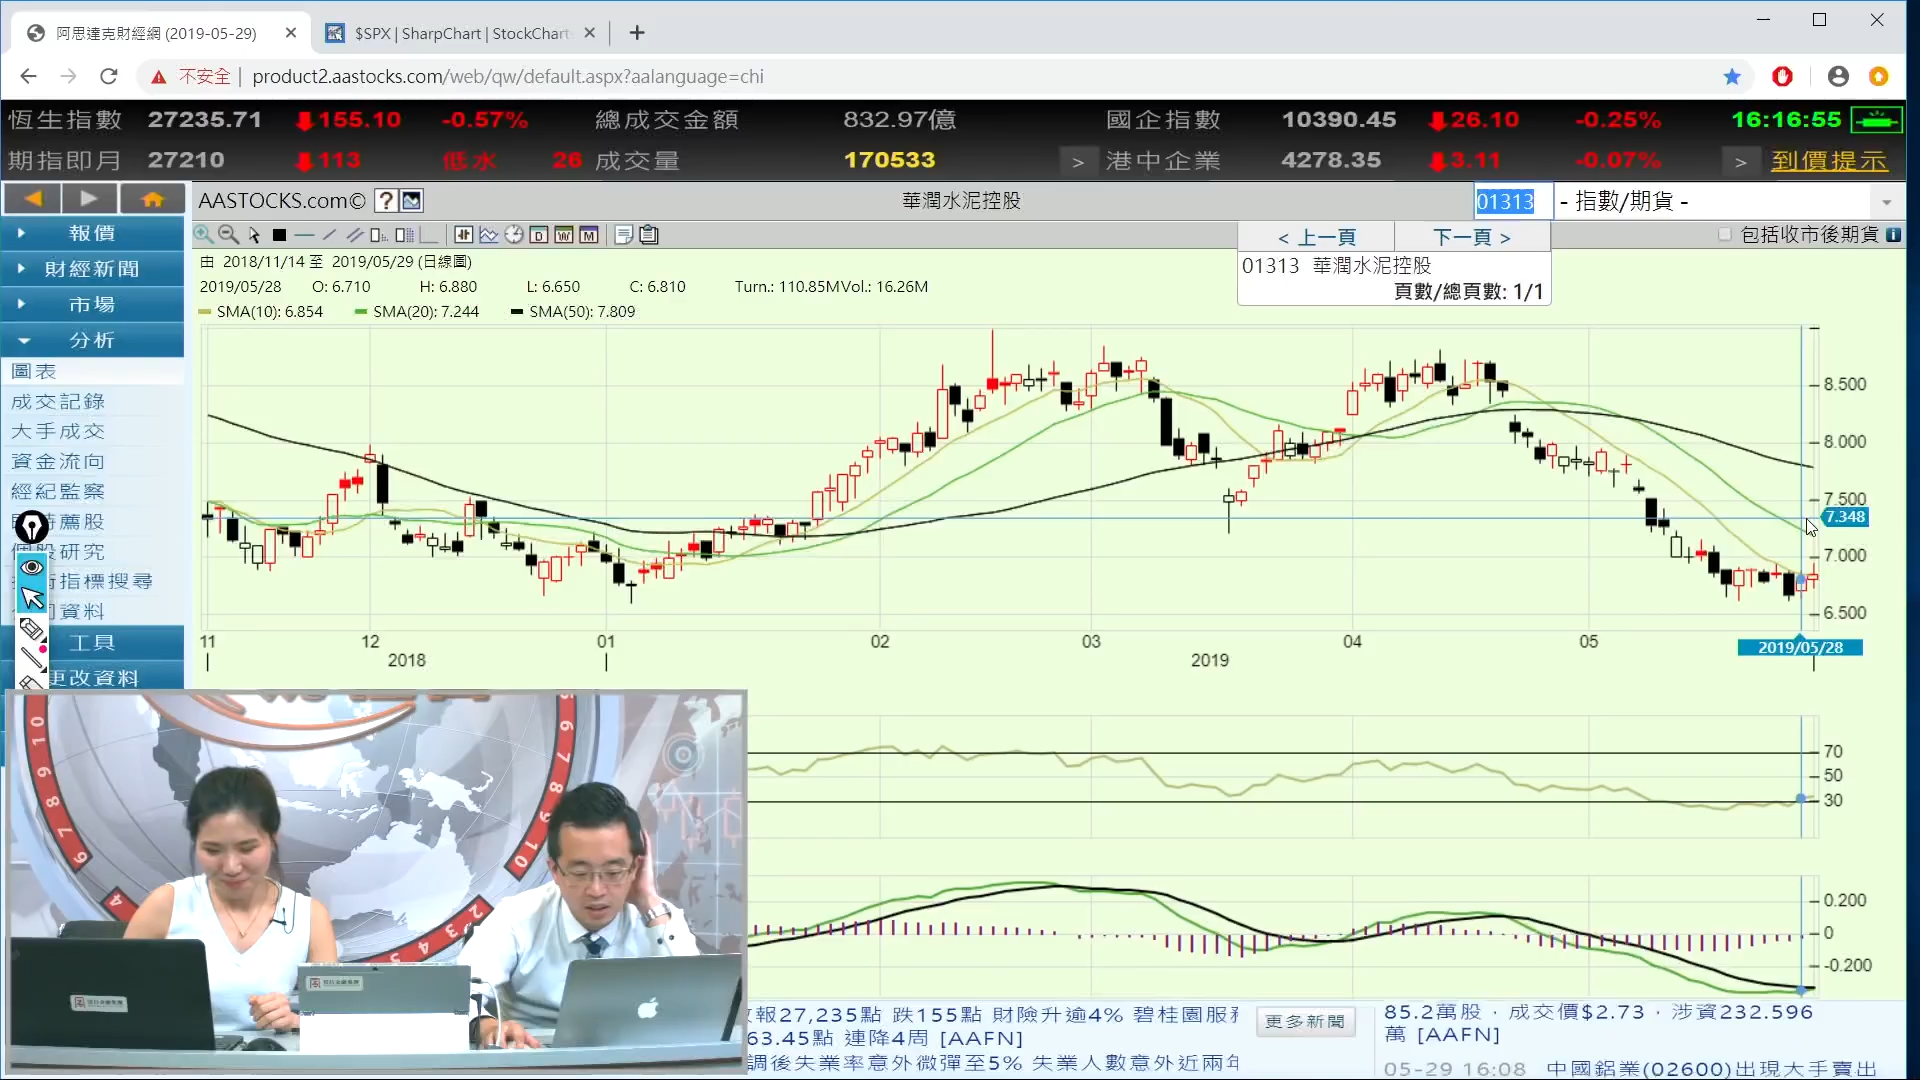 阿思達克財經網 (2019-05-29)
$SPX | SharpChart | StockChart
不安全 | product2.aastocks.com/web/qw/default.aspx?aalanguage=chi
恆生指數 27235.71 155.10 -0.57% 總成交金額 832.97億 國企指數 10390.45 26.10 -0.25% 16:16:55
期指即月 27210 113 低水 26 成交量 170533 > 港中企業 4278.35 3.11 -0.07% > 到價提示
AASTOCKS.com© ? 華潤水泥控股 01313 - 指數/期貨 -
報價
財經新聞
市場
分析
圖表
成交記錄
大手成交
資金流向
經紀監察
時薦股
股研究
指標搜尋
資料
工具
更改資料
D W M
< 上一頁 下一頁 >
包括收市後期貨
01313 華潤水泥控股
頁數/總頁數: 1/1
由 2018/11/14 至 2019/05/29 (日線圖)
2019/05/28 O: 6.710 H: 6.880 L: 6.650 C: 6.810 Turn.: 110.85M Vol.: 16.26M
SMA(10): 6.854 SMA(20): 7.244 SMA(50): 7.809
8.500
8.000
7.500
7.348
7.000
6.500
11 12 01 02 03 04 05 2019/05/28
2018 2019
70
50
30
0.200
0
-0.200
報27,235點 跌155點 財險升逾4% 碧桂園服
63.45點 連降4周 [AAFN]
調後失業率意外微彈至5% 失業人數意外近兩年
更多新聞
85.2萬股．成交價$2.73．涉資232.596
萬 [AAFN]
05-29 16:08 中國鋁業(02600)出現大手賣出